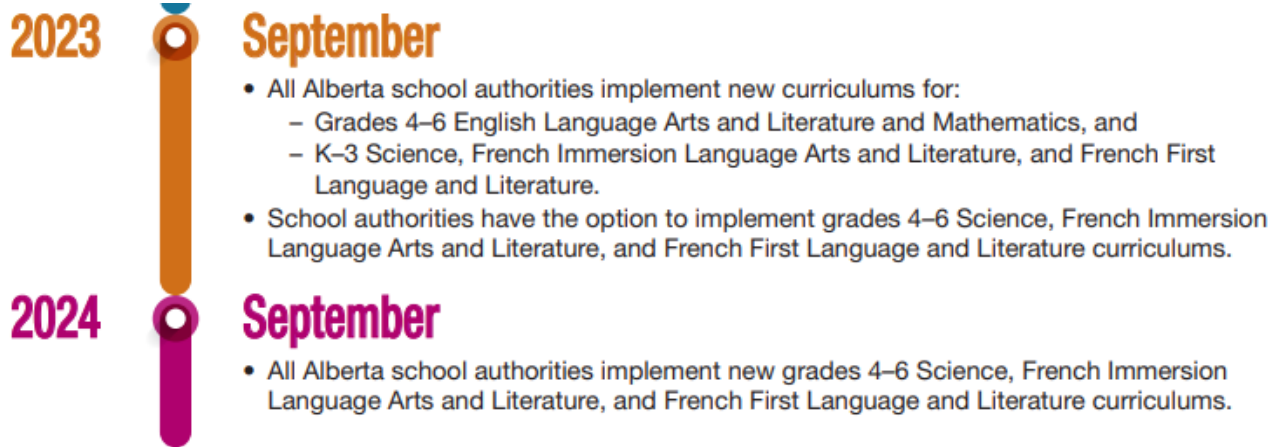 2023 September
• All Alberta school authorities implement new curriculums for:
– Grades 4–6 English Language Arts and Literature and Mathematics, and
– K–3 Science, French Immersion Language Arts and Literature, and French First
Language and Literature.
• School authorities have the option to implement grades 4–6 Science, French Immersion
Language Arts and Literature, and French First Language and Literature curriculums.
2024 September
• All Alberta school authorities implement new grades 4–6 Science, French Immersion
Language Arts and Literature, and French First Language and Literature curriculums.